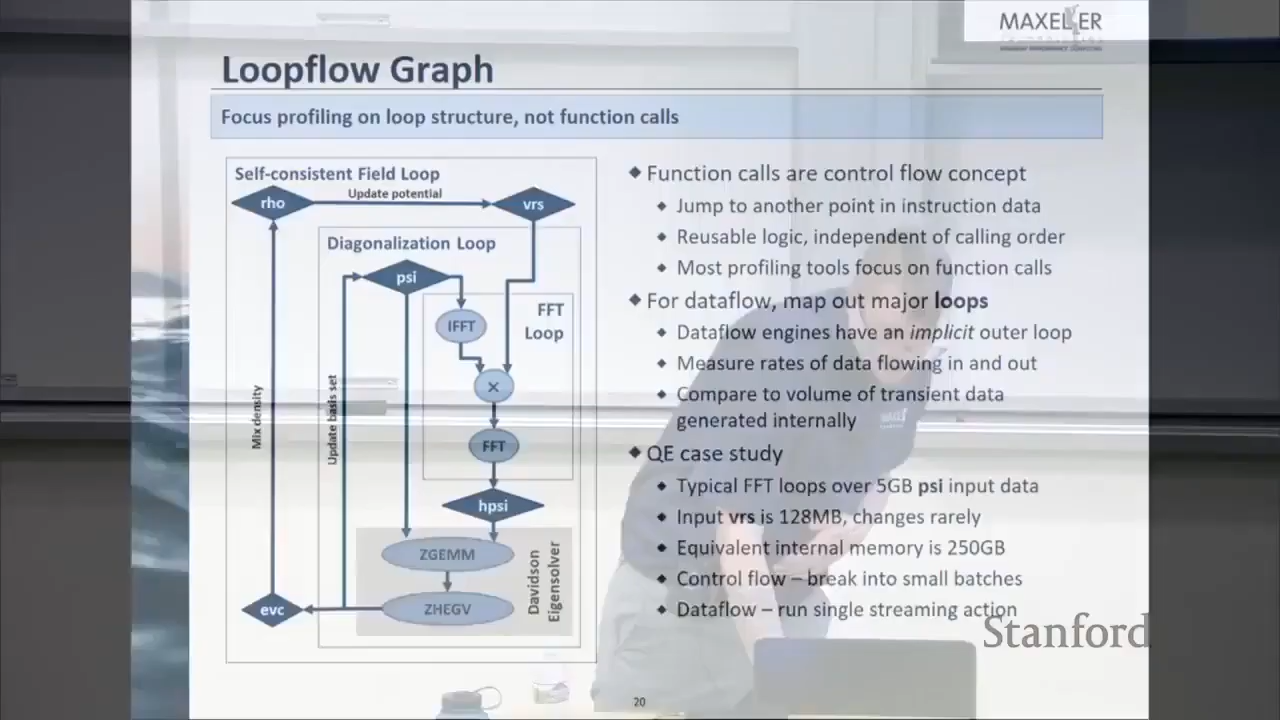 MAXELER
Loopflow Graph
Focus profiling on loop structure, not function calls
Self-consistent Field Loop
rho
Update potential
vrs
Diagonalization Loop
psi
IFFT
FFT
Loop
×
FFT
hpsi
Mix density
Update basis set
ZGEMM
ZHEGV
Davidson
Eigensolver
evc
Function calls are control flow concept
Jump to another point in instruction data
Reusable logic, independent of calling order
Most profiling tools focus on function calls
For dataflow, map out major loops
Dataflow engines have an implicit outer loop
Measure rates of data flowing in and out
Compare to volume of transient data
generated internally
QE case study
Typical FFT loops over 5GB psi input data
Input vrs is 128MB, changes rarely
Equivalent internal memory is 250GB
Control flow – break into small batches
Dataflow – run single streaming action
Stanford
20